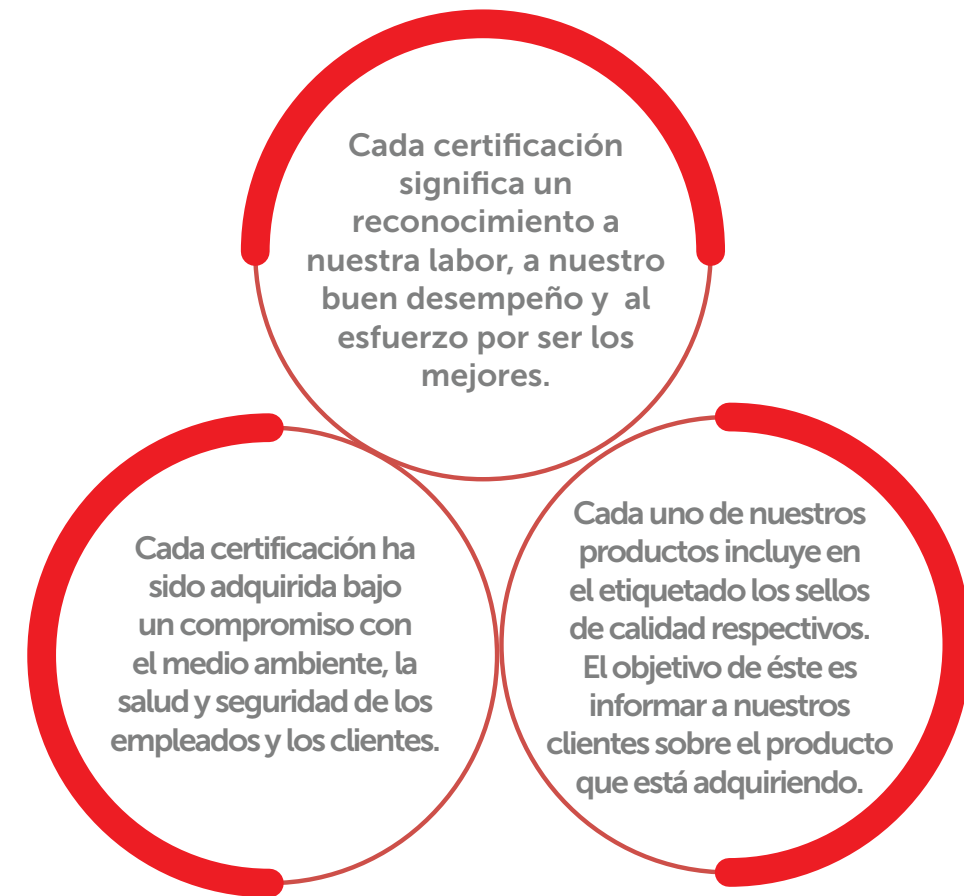 Cada certificación
significa un
reconocimiento a
nuestra labor, a nuestro
buen desempeño y  al
esfuerzo por ser los
mejores.
Cada certificación ha
sido adquirida bajo
un compromiso con
el medio ambiente, la
salud y seguridad de los
empleados y los clientes.
Cada uno de nuestros
productos incluye en
el etiquetado los sellos
de calidad respectivos.
El objetivo de éste es
informar a nuestros
clientes sobre el producto
que está adquiriendo.